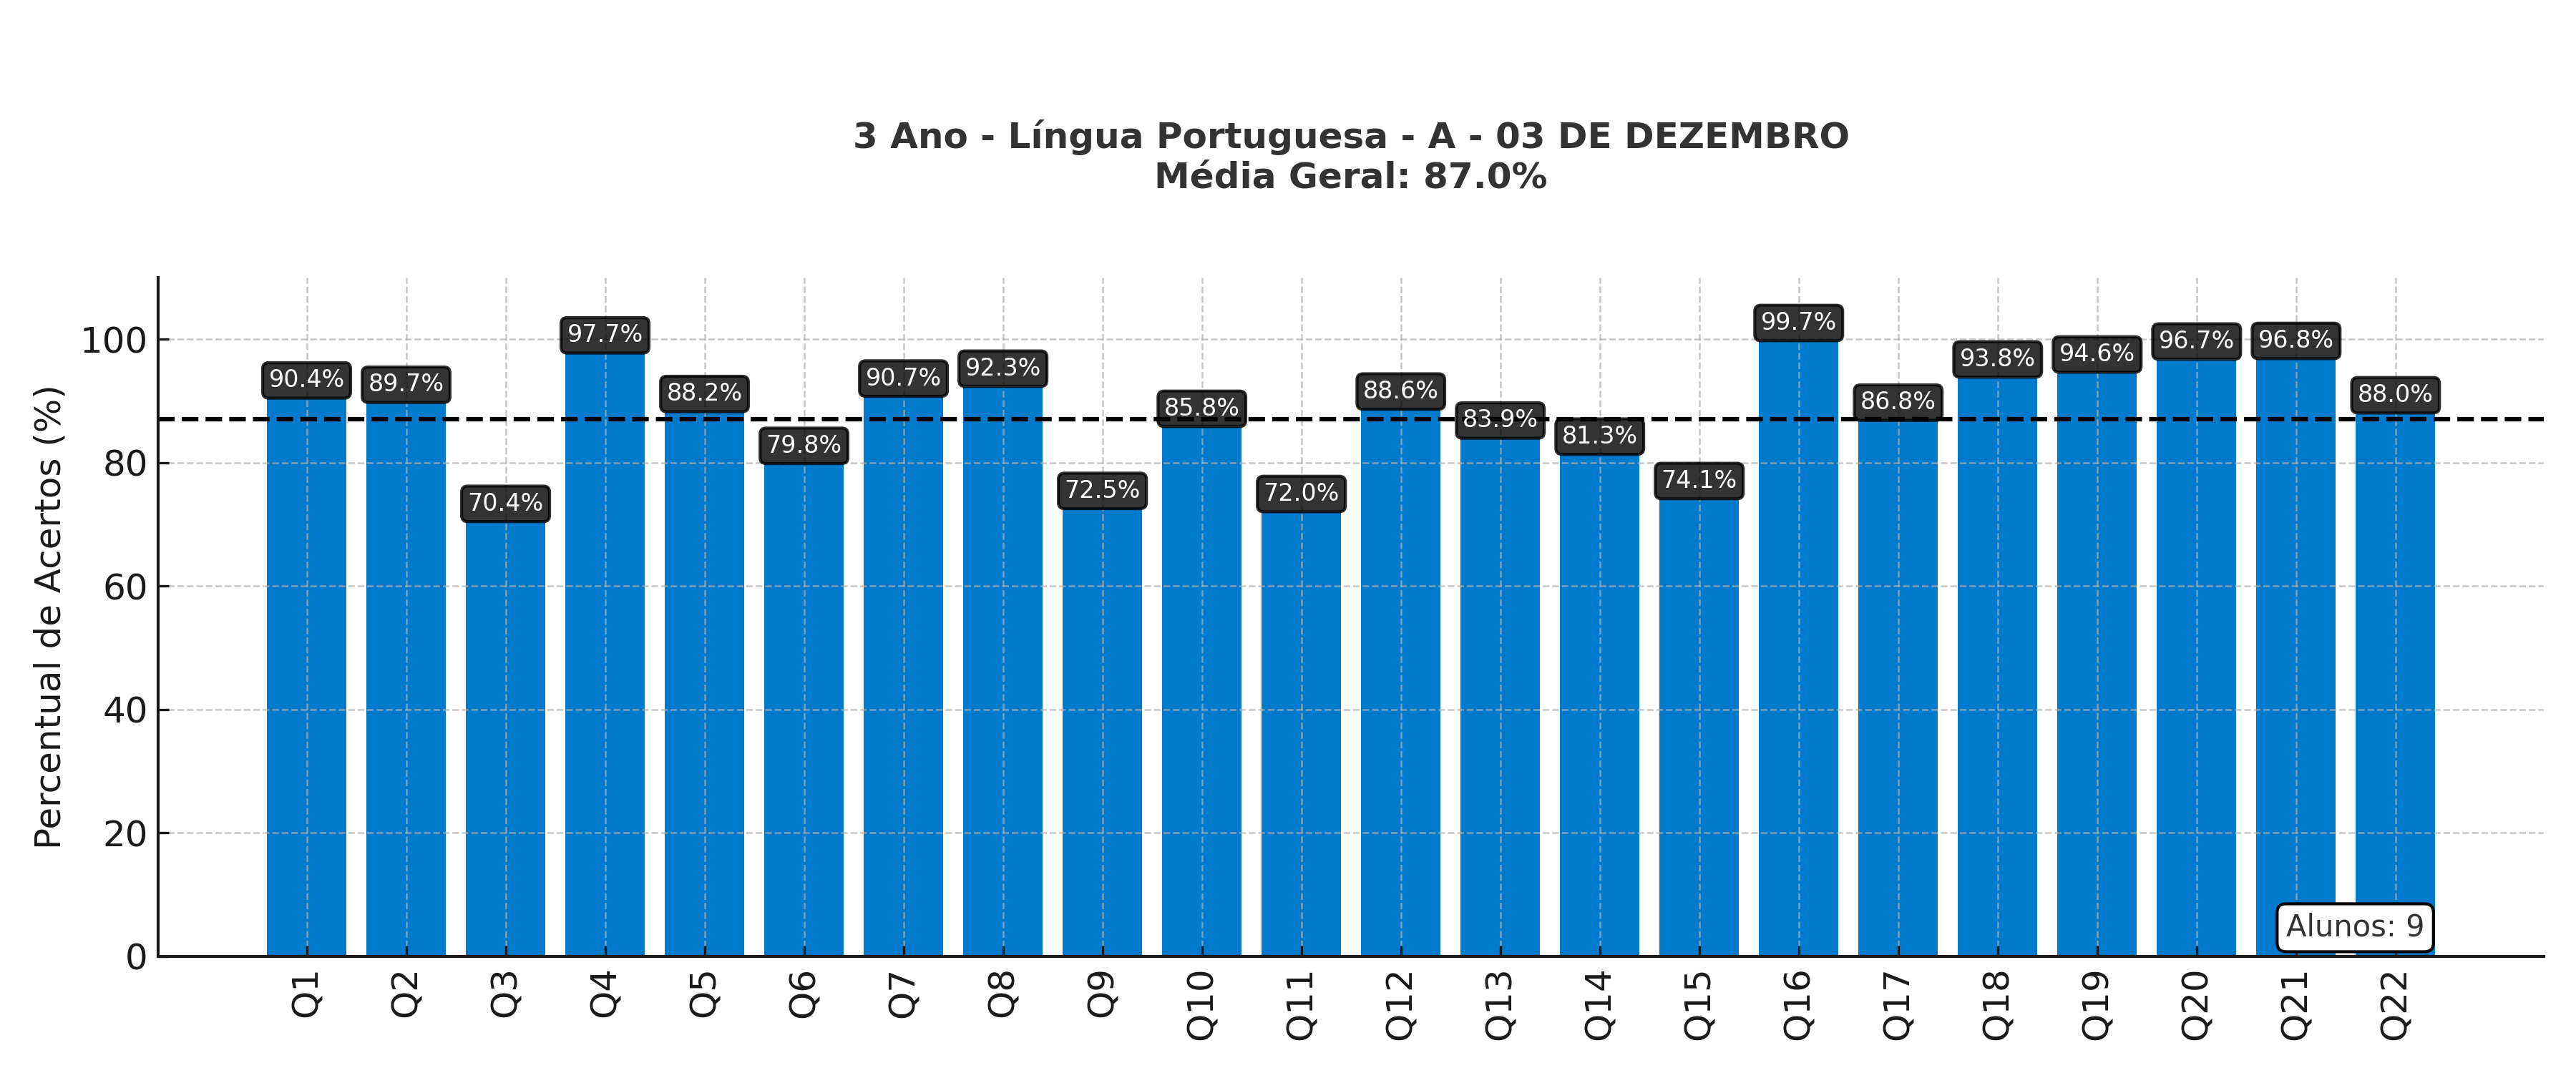 3 Ano - Língua Portuguesa - A - 03 DE DEZEMBRO
Média Geral: 87.0%
Percentual de Acertos (%)
100
80
60
40
20
0
90.4%
89.7%
70.4%
97.7%
88.2%
79.8%
90.7%
92.3%
72.5%
85.8%
72.0%
88.6%
83.9%
81.3%
74.1%
99.7%
86.8%
93.8%
94.6%
96.7%
96.8%
88.0%
Alunos: 9
Q1
Q2
Q3
Q4
Q5
Q6
Q7
Q8
Q9
Q10
Q11
Q12
Q13
Q14
Q15
Q16
Q17
Q18
Q19
Q20
Q21
Q22